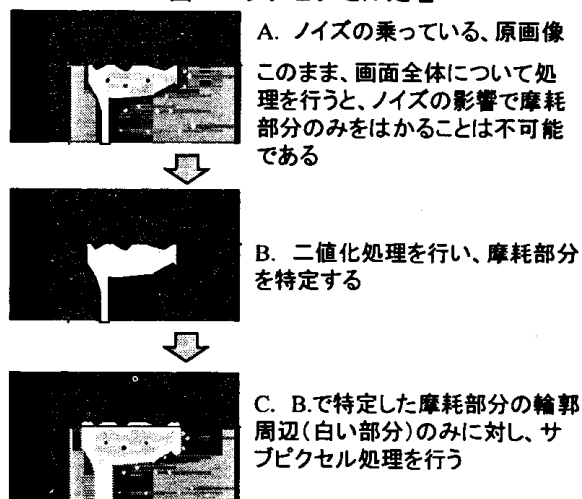 A. ノイズの乗っている、原画像
このまま、画面全体について処
理を行うと、ノイズの影響で摩耗
部分のみをはかることは不可能
である
B. 二値化処理を行い、摩耗部分
を特定する
C. B.で特定した摩耗部分の輪郭
周辺(白い部分)のみに対し、サ
ブピクセル処理を行う